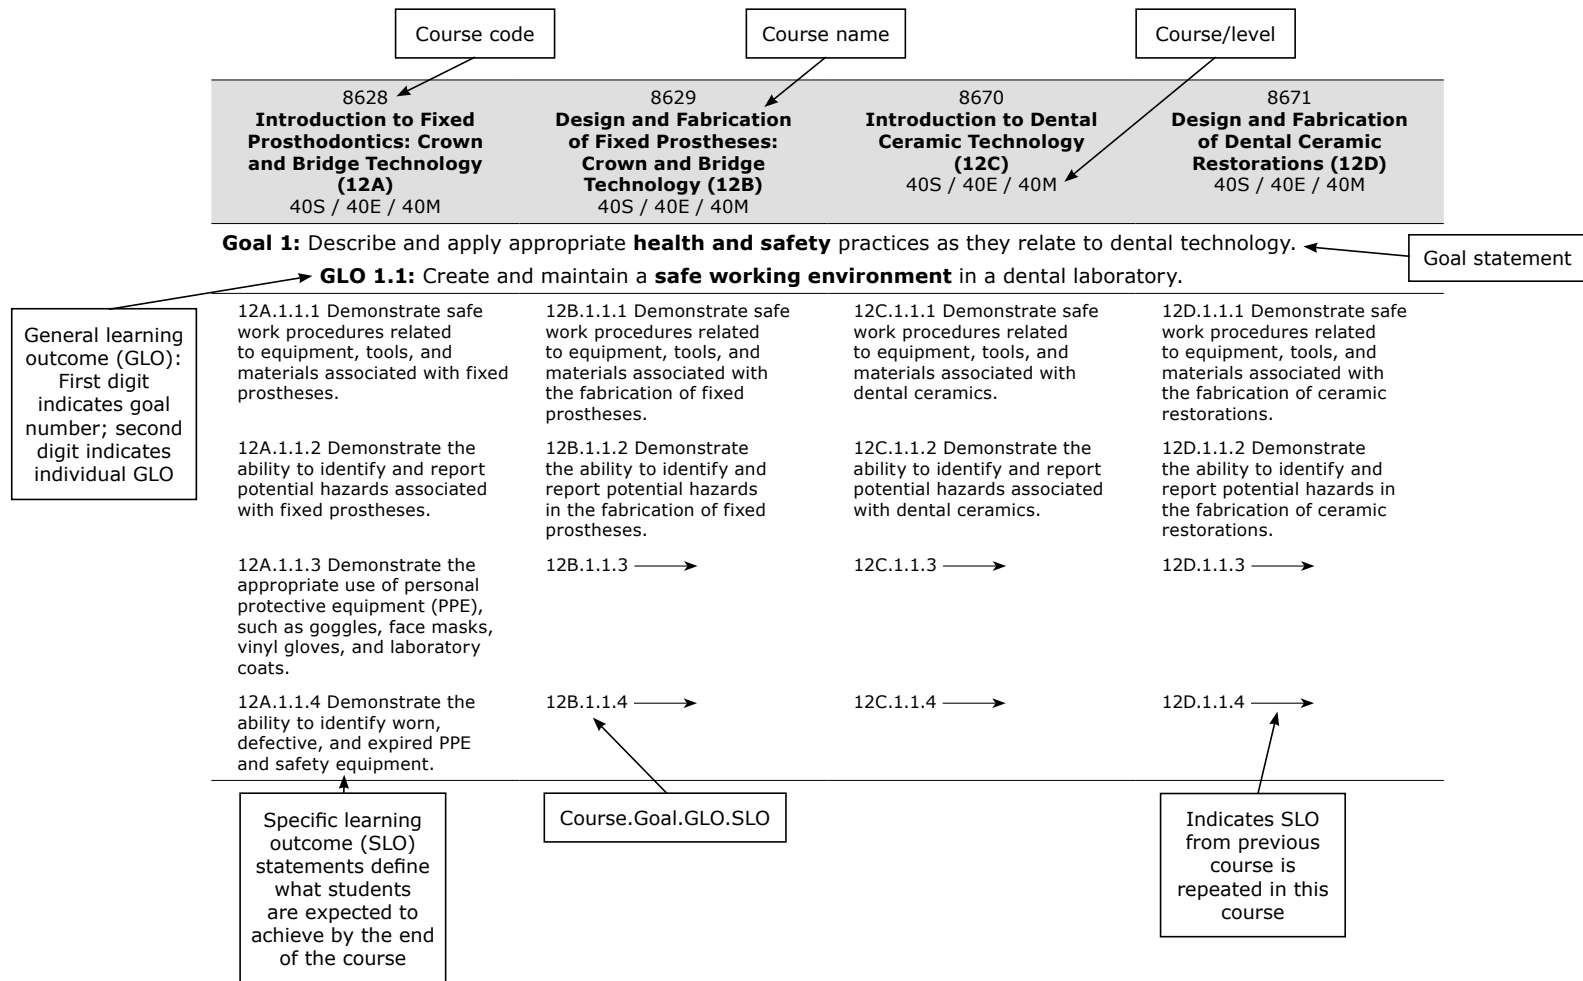 Course code
Course name
Course/level
8628
Introduction to Fixed
Prosthodontics: Crown
and Bridge Technology
(12A)
40S / 40E / 40M
8629
Design and Fabrication
of Fixed Prostheses:
Crown and Bridge
Technology (12B)
40S / 40E / 40M
8670
Introduction to Dental
Ceramic Technology
(12C)
40S / 40E / 40M
8671
Design and Fabrication
of Dental Ceramic
Restorations (12D)
40S / 40E / 40M
Goal 1: Describe and apply appropriate health and safety practices as they relate to dental technology.
Goal statement
GLO 1.1: Create and maintain a safe working environment in a dental laboratory.
General learning
outcome (GLO):
First digit
indicates goal
number; second
digit indicates
individual GLO
12A.1.1.1 Demonstrate safe
work procedures related
to equipment, tools, and
materials associated with fixed
prostheses.
12B.1.1.1 Demonstrate safe
work procedures related
to equipment, tools, and
materials associated with
the fabrication of fixed
prostheses.
12C.1.1.1 Demonstrate safe
work procedures related
to equipment, tools, and
materials associated with
dental ceramics.
12D.1.1.1 Demonstrate safe
work procedures related
to equipment, tools, and
materials associated with
the fabrication of ceramic
restorations.
12A.1.1.2 Demonstrate the
ability to identify and report
potential hazards associated
with fixed prostheses.
12B.1.1.2 Demonstrate
the ability to identify and
report potential hazards
in the fabrication of fixed
prostheses.
12C.1.1.2 Demonstrate the
ability to identify and report
potential hazards associated
with dental ceramics.
12D.1.1.2 Demonstrate
the ability to identify and
report potential hazards in
the fabrication of ceramic
restorations.
12A.1.1.3 Demonstrate the
appropriate use of personal
protective equipment (PPE),
such as goggles, face masks,
vinyl gloves, and laboratory
coats.
12B.1.1.3
12C.1.1.3
12D.1.1.3
12A.1.1.4 Demonstrate the
ability to identify worn,
defective, and expired PPE
and safety equipment.
12B.1.1.4
12C.1.1.4
12D.1.1.4
Specific learning
outcome (SLO)
statements define
what students
are expected to
achieve by the end
of the course
Course.Goal.GLO.SLO
Indicates SLO
from previous
course is
repeated in this
course